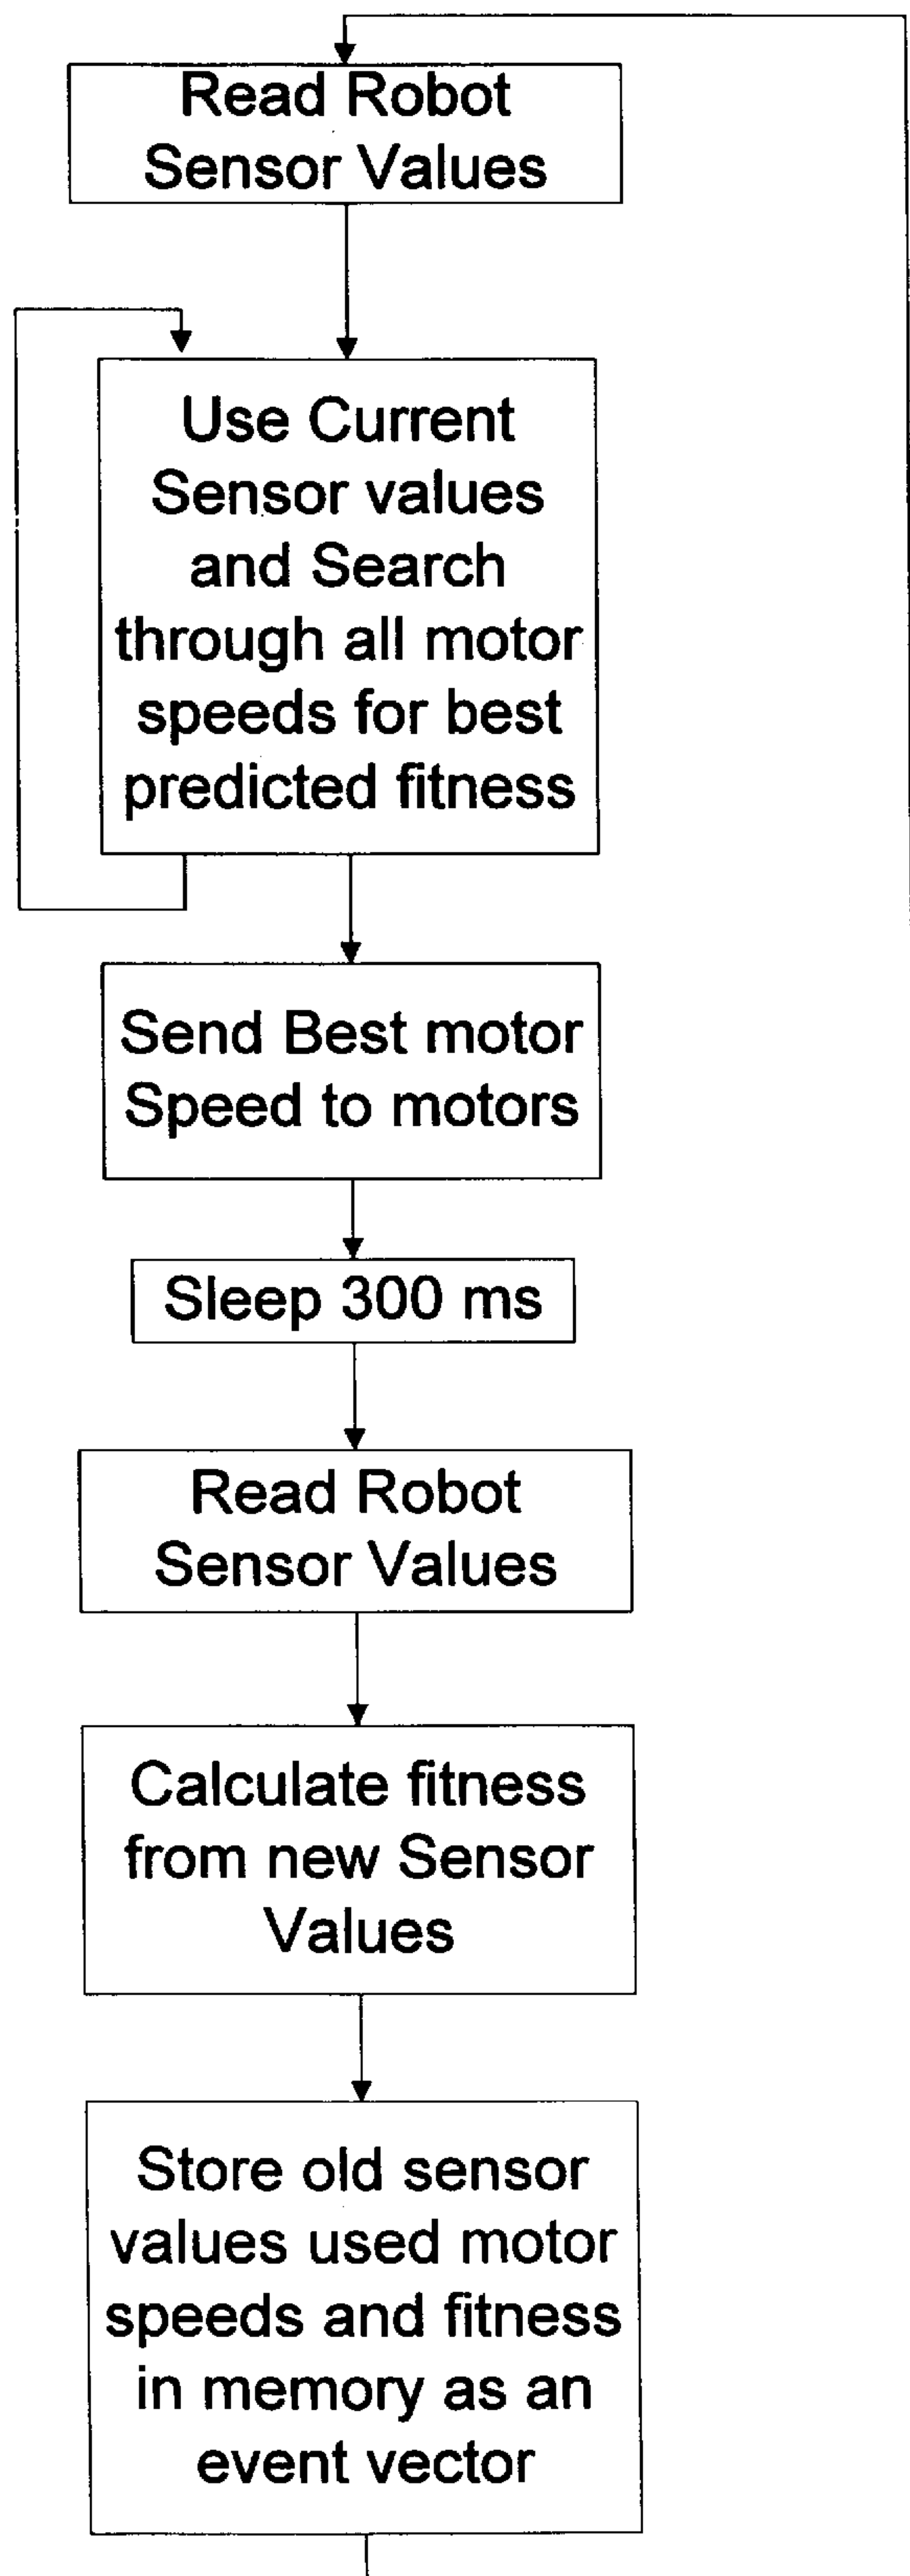 Read Robot
Sensor Values
Use Current
Sensor values
and Search
through all motor
speeds for best
predicted fitness
Send Best motor
Speed to motors
Sleep 300 ms
Read Robot
Sensor Values
Calculate fitness
from new Sensor
Values
Store old sensor
values used motor
speeds and fitness
in memory as an
event vector